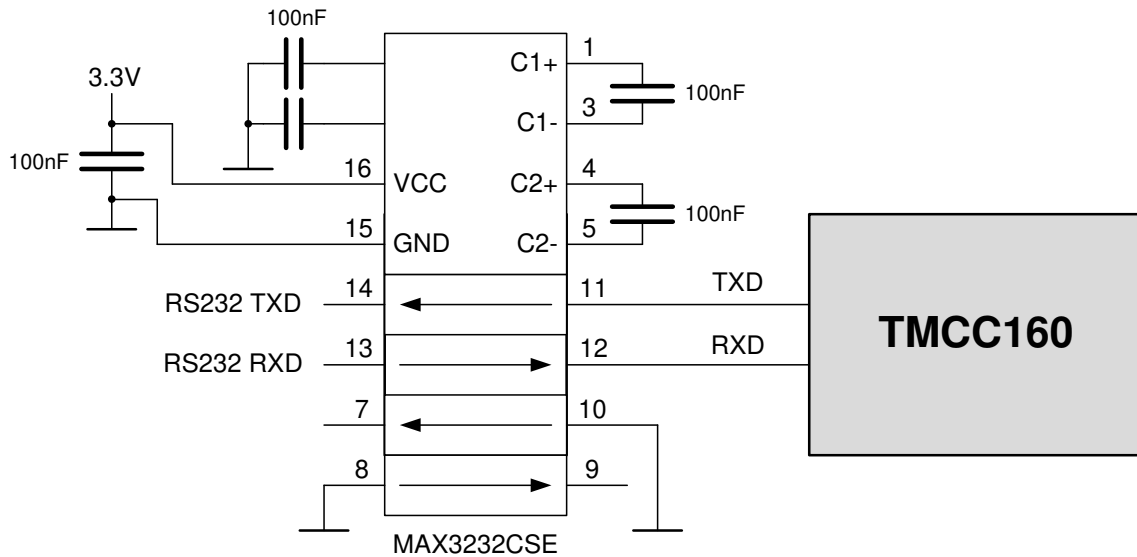 100nF
1
C1+
3.3V
100nF
3
C1-
100nF
16
VCC
C2+
4
100nF
15
GND
C2-
5
RS232 TXD
14
11
TXD
TMCC160
RS232 RXD
13
12
RXD
7
10
8
9
MAX3232CSE